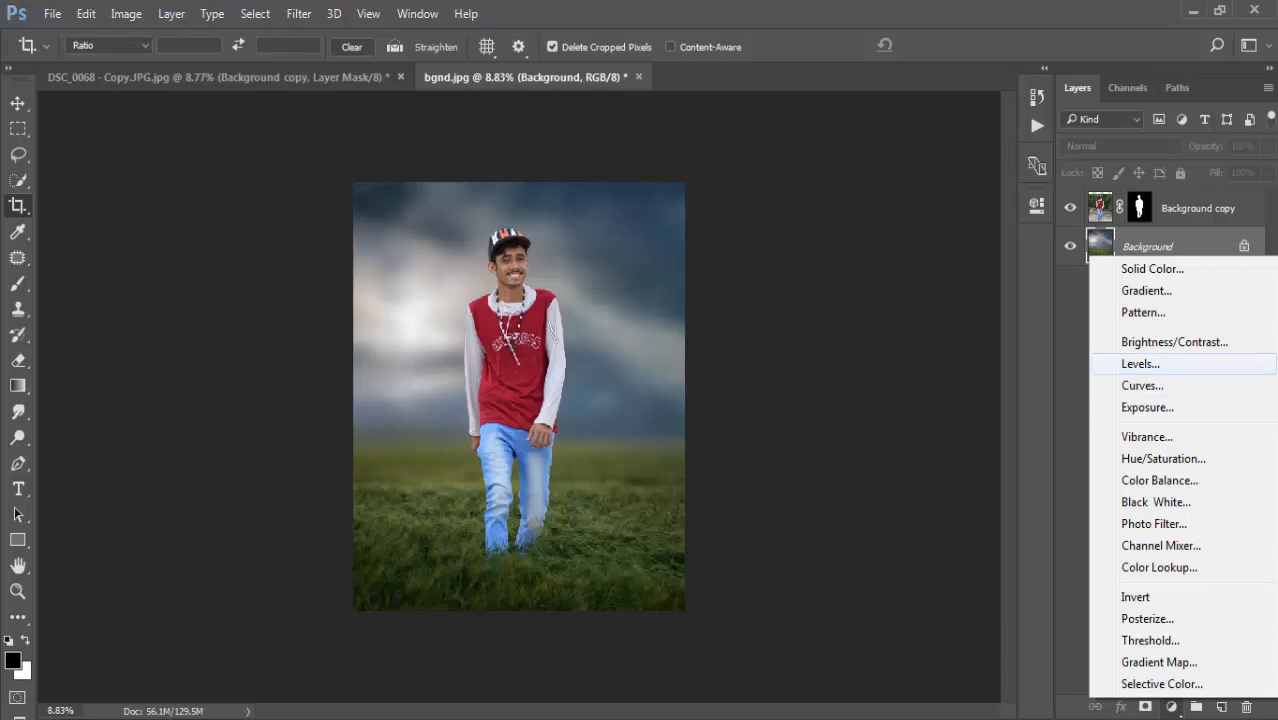 Ps File Edit Image Layer Type Select Filter 3D View Window Help
Ratio Clear Straighten Delete Cropped Pixels Content-Aware
DSC_0068 - Copy.JPG.jpg @ 8.77% (Background copy, Layer Mask/8) * × bgnd.jpg @ 8.83% (Background, RGB/8) * ×
Layers Channels Paths
Kind
Normal Opacity: 100%
Locks: Fill: 100%
Background copy
Background
Solid Color...
Gradient...
Pattern...
Brightness/Contrast...
Levels...
Curves...
Exposure...
Vibrance...
Hue/Saturation...
Color Balance...
Black White...
Photo Filter...
Channel Mixer...
Color Lookup...
Invert
Posterize...
Threshold...
Gradient Map...
Selective Color...
8.83% Doc: 56.1M/129.5M